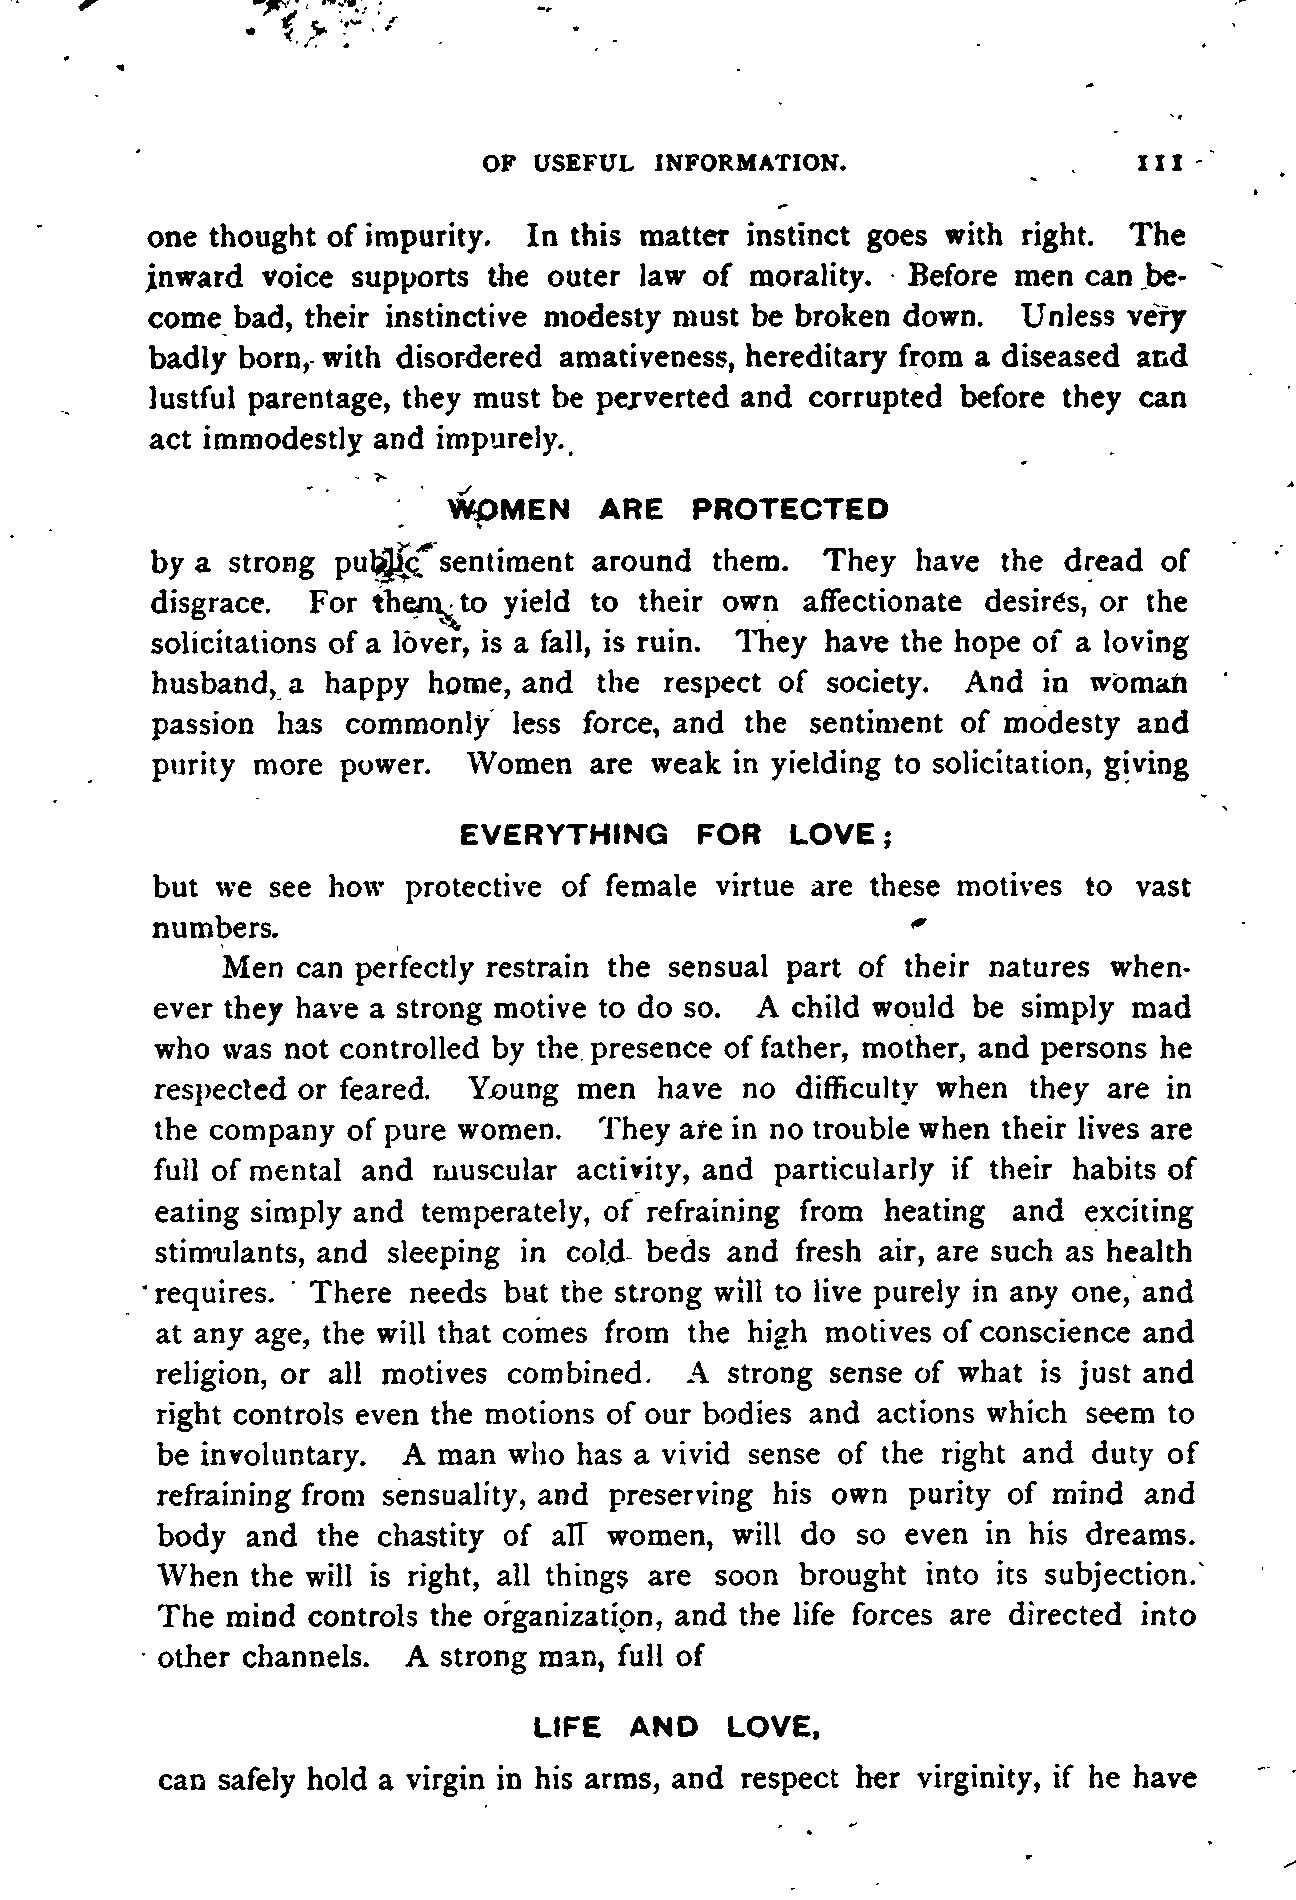 OF USEFUL INFORMATION. 111
one thought of impurity. In this matter instinct goes with right. The
inward voice supports the outer law of morality. Before men can be-
come bad, their instinctive modesty must be broken down. Unless very
badly born, with disordered amativeness, hereditary from a diseased and
lustful parentage, they must be perverted and corrupted before they can
act immodestly and impurely.
WOMEN ARE PROTECTED
by a strong public sentiment around them. They have the dread of
disgrace. For them to yield to their own affectionate desires, or the
solicitations of a lover, is a fall, is ruin. They have the hope of a loving
husband, a happy home, and the respect of society. And in woman
passion has commonly less force, and the sentiment of modesty and
purity more power. Women are weak in yielding to solicitation, giving
EVERYTHING FOR LOVE;
but we see how protective of female virtue are these motives to vast
numbers.
Men can perfectly restrain the sensual part of their natures when-
ever they have a strong motive to do so. A child would be simply mad
who was not controlled by the presence of father, mother, and persons he
respected or feared. Young men have no difficulty when they are in
the company of pure women. They are in no trouble when their lives are
full of mental and muscular activity, and particularly if their habits of
eating simply and temperately, of refraining from heating and exciting
stimulants, and sleeping in cold beds and fresh air, are such as health
requires. There needs but the strong will to live purely in any one, and
at any age, the will that comes from the high motives of conscience and
religion, or all motives combined. A strong sense of what is just and
right controls even the motions of our bodies and actions which seem to
be involuntary. A man who has a vivid sense of the right and duty of
refraining from sensuality, and preserving his own purity of mind and
body and the chastity of all women, will do so even in his dreams.
When the will is right, all things are soon brought into its subjection.
The mind controls the organization, and the life forces are directed into
other channels. A strong man, full of
LIFE AND LOVE,
can safely hold a virgin in his arms, and respect her virginity, if he have